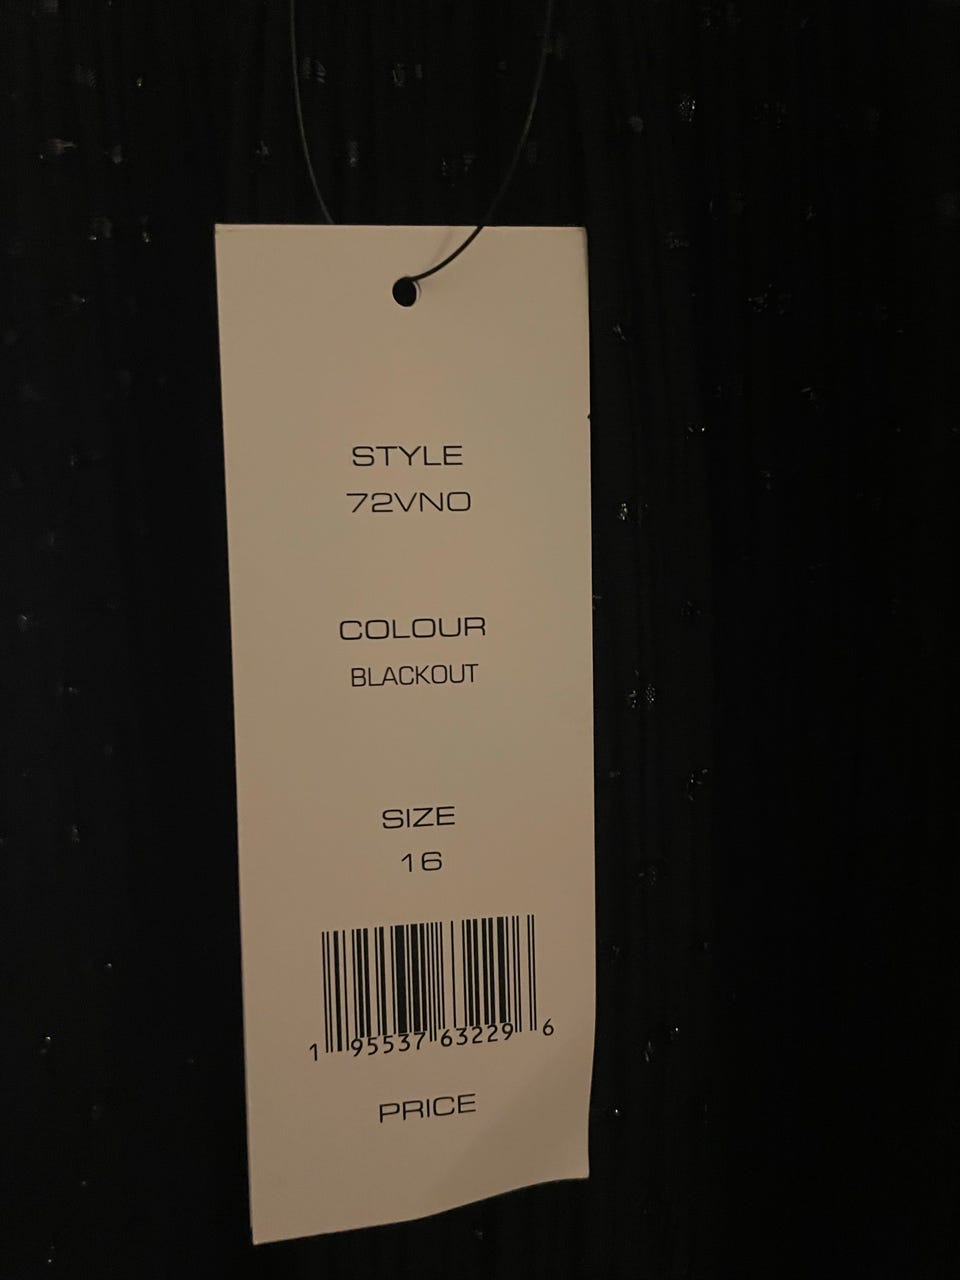 STYLE
72VNO
COLOUR
BLACKOUT
SIZE
16
1 95537 63229 6
PRICE